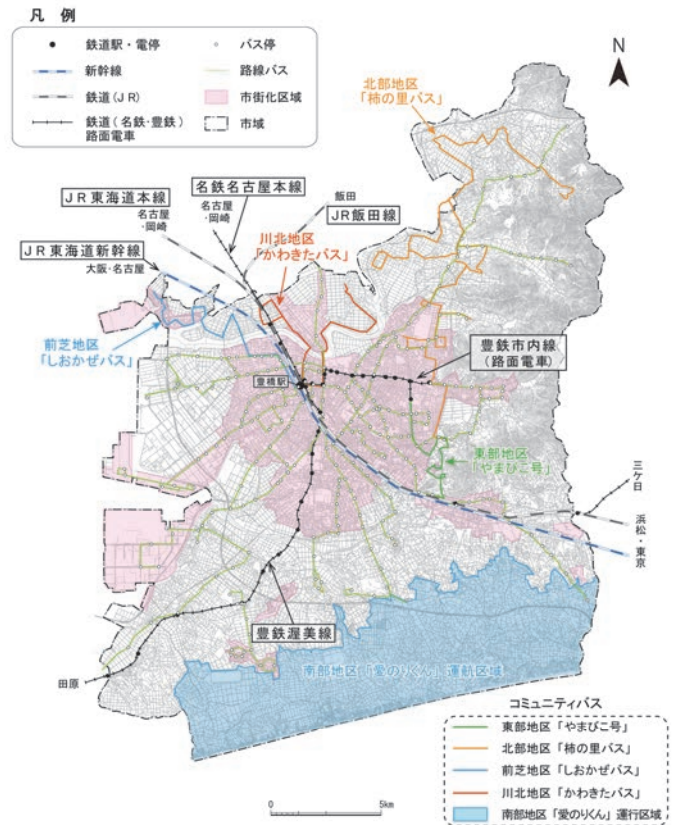 凡 例
鉄道駅・電停
バス停
新幹線
路線バス
鉄道(JR)
市街化区域
鉄道(名鉄・豊鉄)
路面電車
市域
N
北部地区
「柿の里バス」
名鉄名古屋本線
名古屋
・岡崎
飯田
JR飯田線
JR東海道本線
名古屋
・岡崎
JR東海道新幹線
大阪・名古屋
川北地区
「かわきたバス」
前芝地区
「しおかぜバス」
豊橋駅
豊鉄市内線
(路面電車)
東部地区
「やまびこ号」
三ケ日
浜松・東京
豊鉄渥美線
田原
南部地区「愛のりくん」運航区域
コミュニティバス
東部地区「やまびこ号」
北部地区「柿の里バス」
前芝地区「しおかぜバス」
川北地区「かわきたバス」
南部地区「愛のりくん」運行区域
0
5km